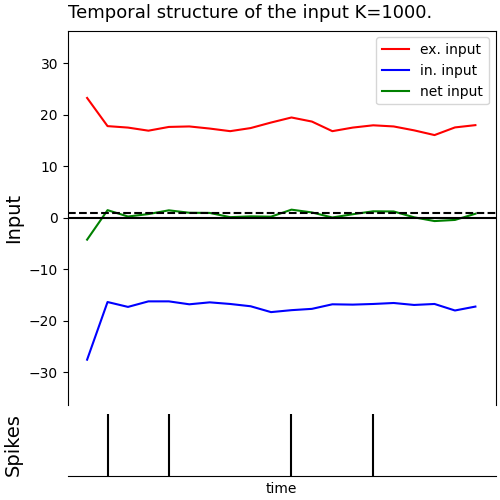 Temporal structure of the input K=1000.
ex. input
in. input
net input
30
20
10
0
−10
−20
−30
Input
Spikes
time